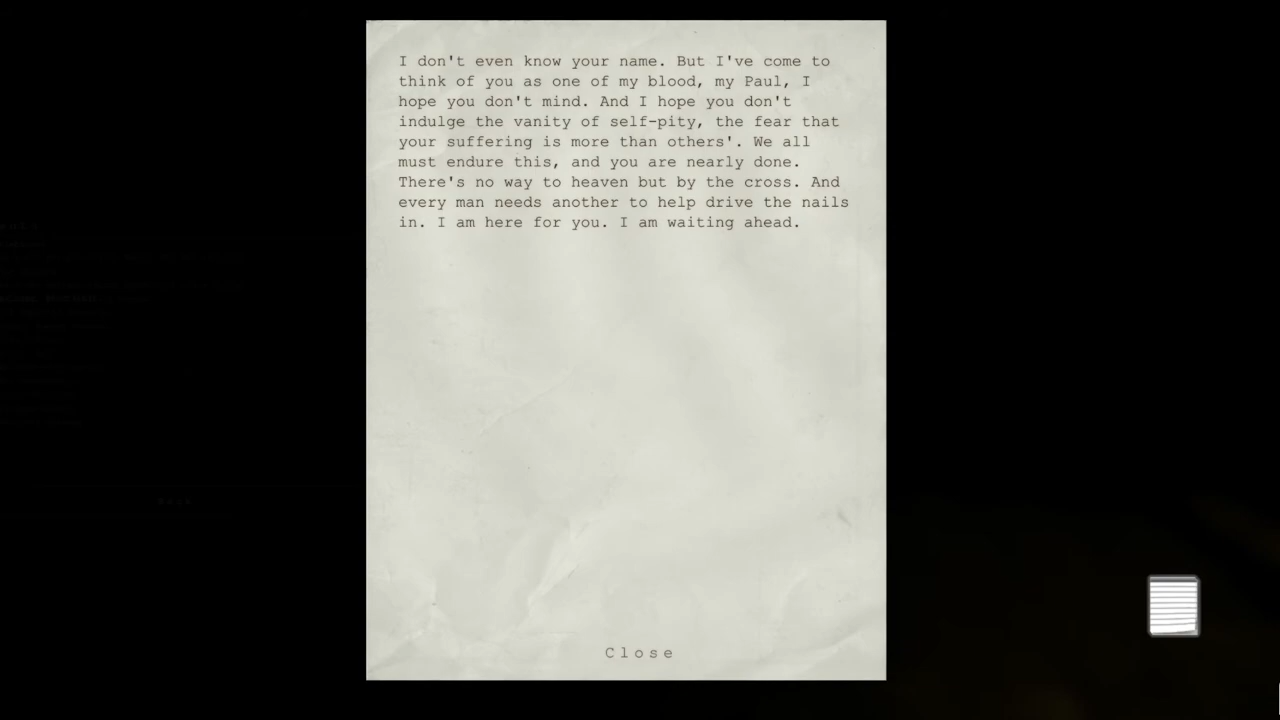 I don't even know your name. But I've come to
think of you as one of my blood, my Paul, I
hope you don't mind. And I hope you don't
indulge the vanity of self-pity, the fear that
your suffering is more than others'. We all
must endure this, and you are nearly done.
There's no way to heaven but by the cross. And
every man needs another to help drive the nails
in. I am here for you. I am waiting ahead.
Close